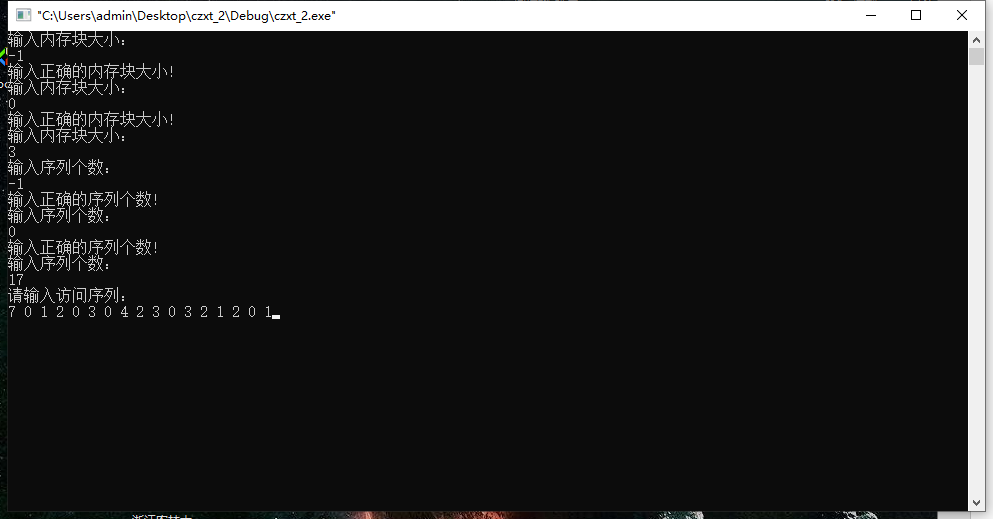 "C:\Users\admin\Desktop\czxt_2\Debug\czxt_2.exe"
输入内存块大小:
-1
输入正确的内存块大小!
输入内存块大小:
0
输入正确的内存块大小!
输入内存块大小:
3
输入序列个数:
-1
输入正确的序列个数!
输入序列个数:
0
输入正确的序列个数!
输入序列个数:
17
请输入访问序列:
7 0 1 2 0 3 0 4 2 3 0 3 2 1 2 0 1